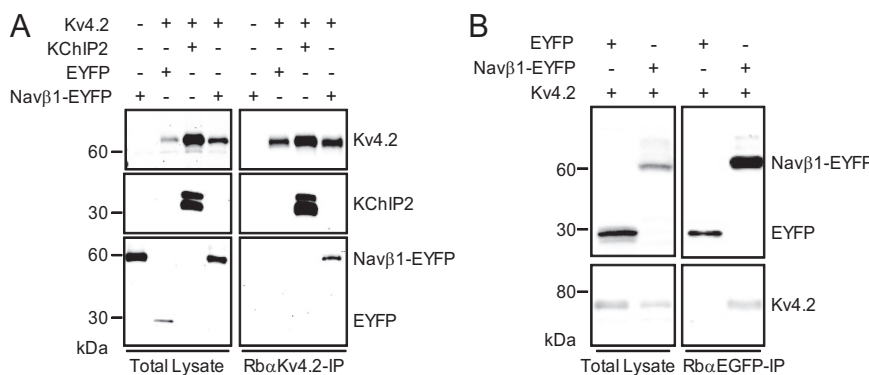 A
Kv4.2 - + + + - + + +
KChIP2 - - + - - - + -
EYFP - + - - - + - -
Navβ1-EYFP + - - + + - - +
60
Kv4.2
30
KChIP2
60
Navβ1-EYFP
30
EYFP
kDa
Total Lysate RbαKv4.2-IP
B
EYFP + - + -
Navβ1-EYFP - + - +
Kv4.2 + + + +
60
Navβ1-EYFP
30
EYFP
80
Kv4.2
kDa
Total Lysate RbαEGFP-IP